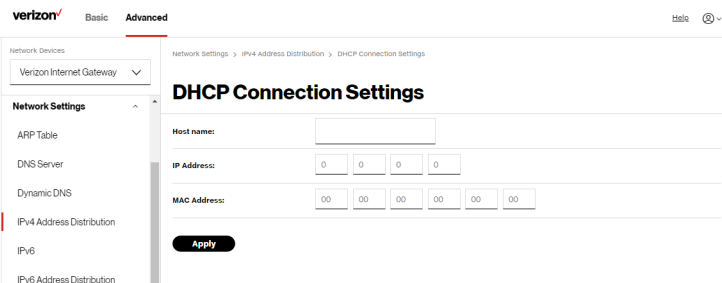 verizon✓
Basic Advanced
Help
Network Devices
Verizon Internet Gateway
Network Settings
ARP Table
DNS Server
Dynamic DNS
IPv4 Address Distribution
IPv6
IPv6 Address Distribution
Network Settings > IPv4 Address Distribution > DHCP Connection Settings
DHCP Connection Settings
Host name:
IP Address: 0 0 0 0
MAC Address: 00 00 00 00 00 00
Apply